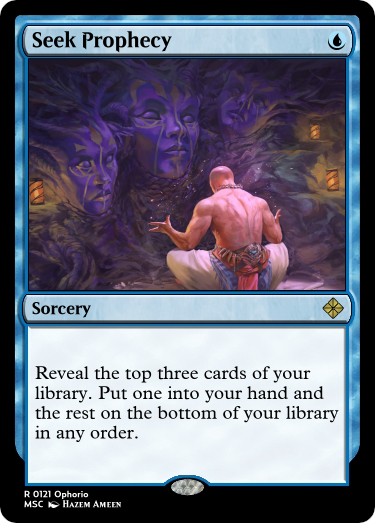 Seek Prophecy
Sorcery
Reveal the top three cards of your
library. Put one into your hand and
the rest on the bottom of your library
in any order.
R 0121 Ophorio
MSC Hazem Ameen